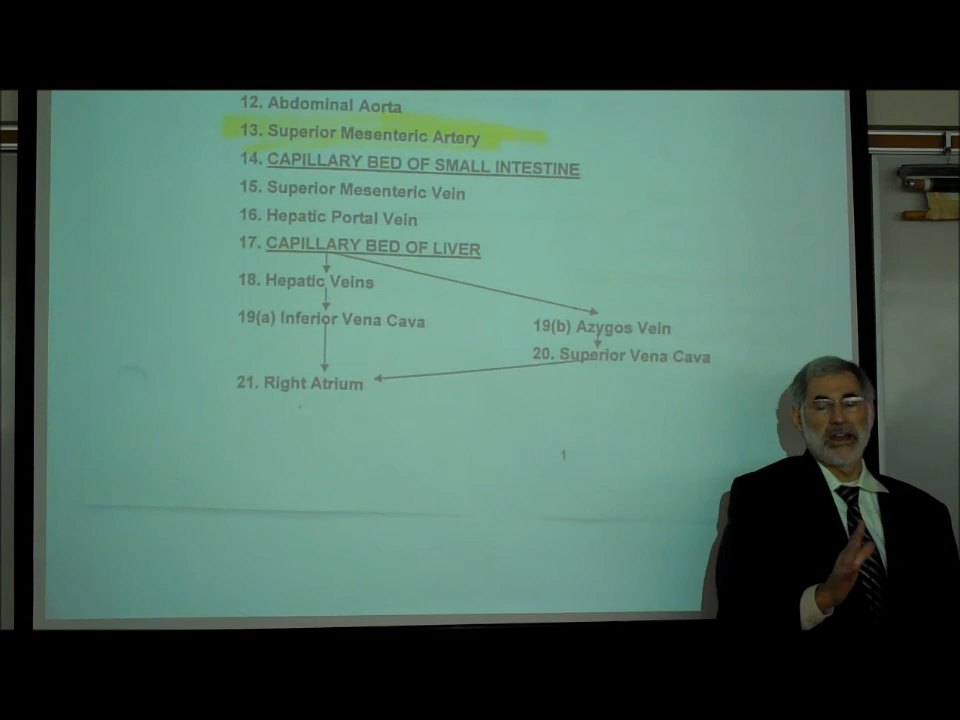 12. Abdominal Aorta
13. Superior Mesenteric Artery
14. CAPILLARY BED OF SMALL INTESTINE
15. Superior Mesenteric Vein
16. Hepatic Portal Vein
17. CAPILLARY BED OF LIVER
18. Hepatic Veins
19(a) Inferior Vena Cava
19(b) Azygos Vein
20. Superior Vena Cava
21. Right Atrium
1